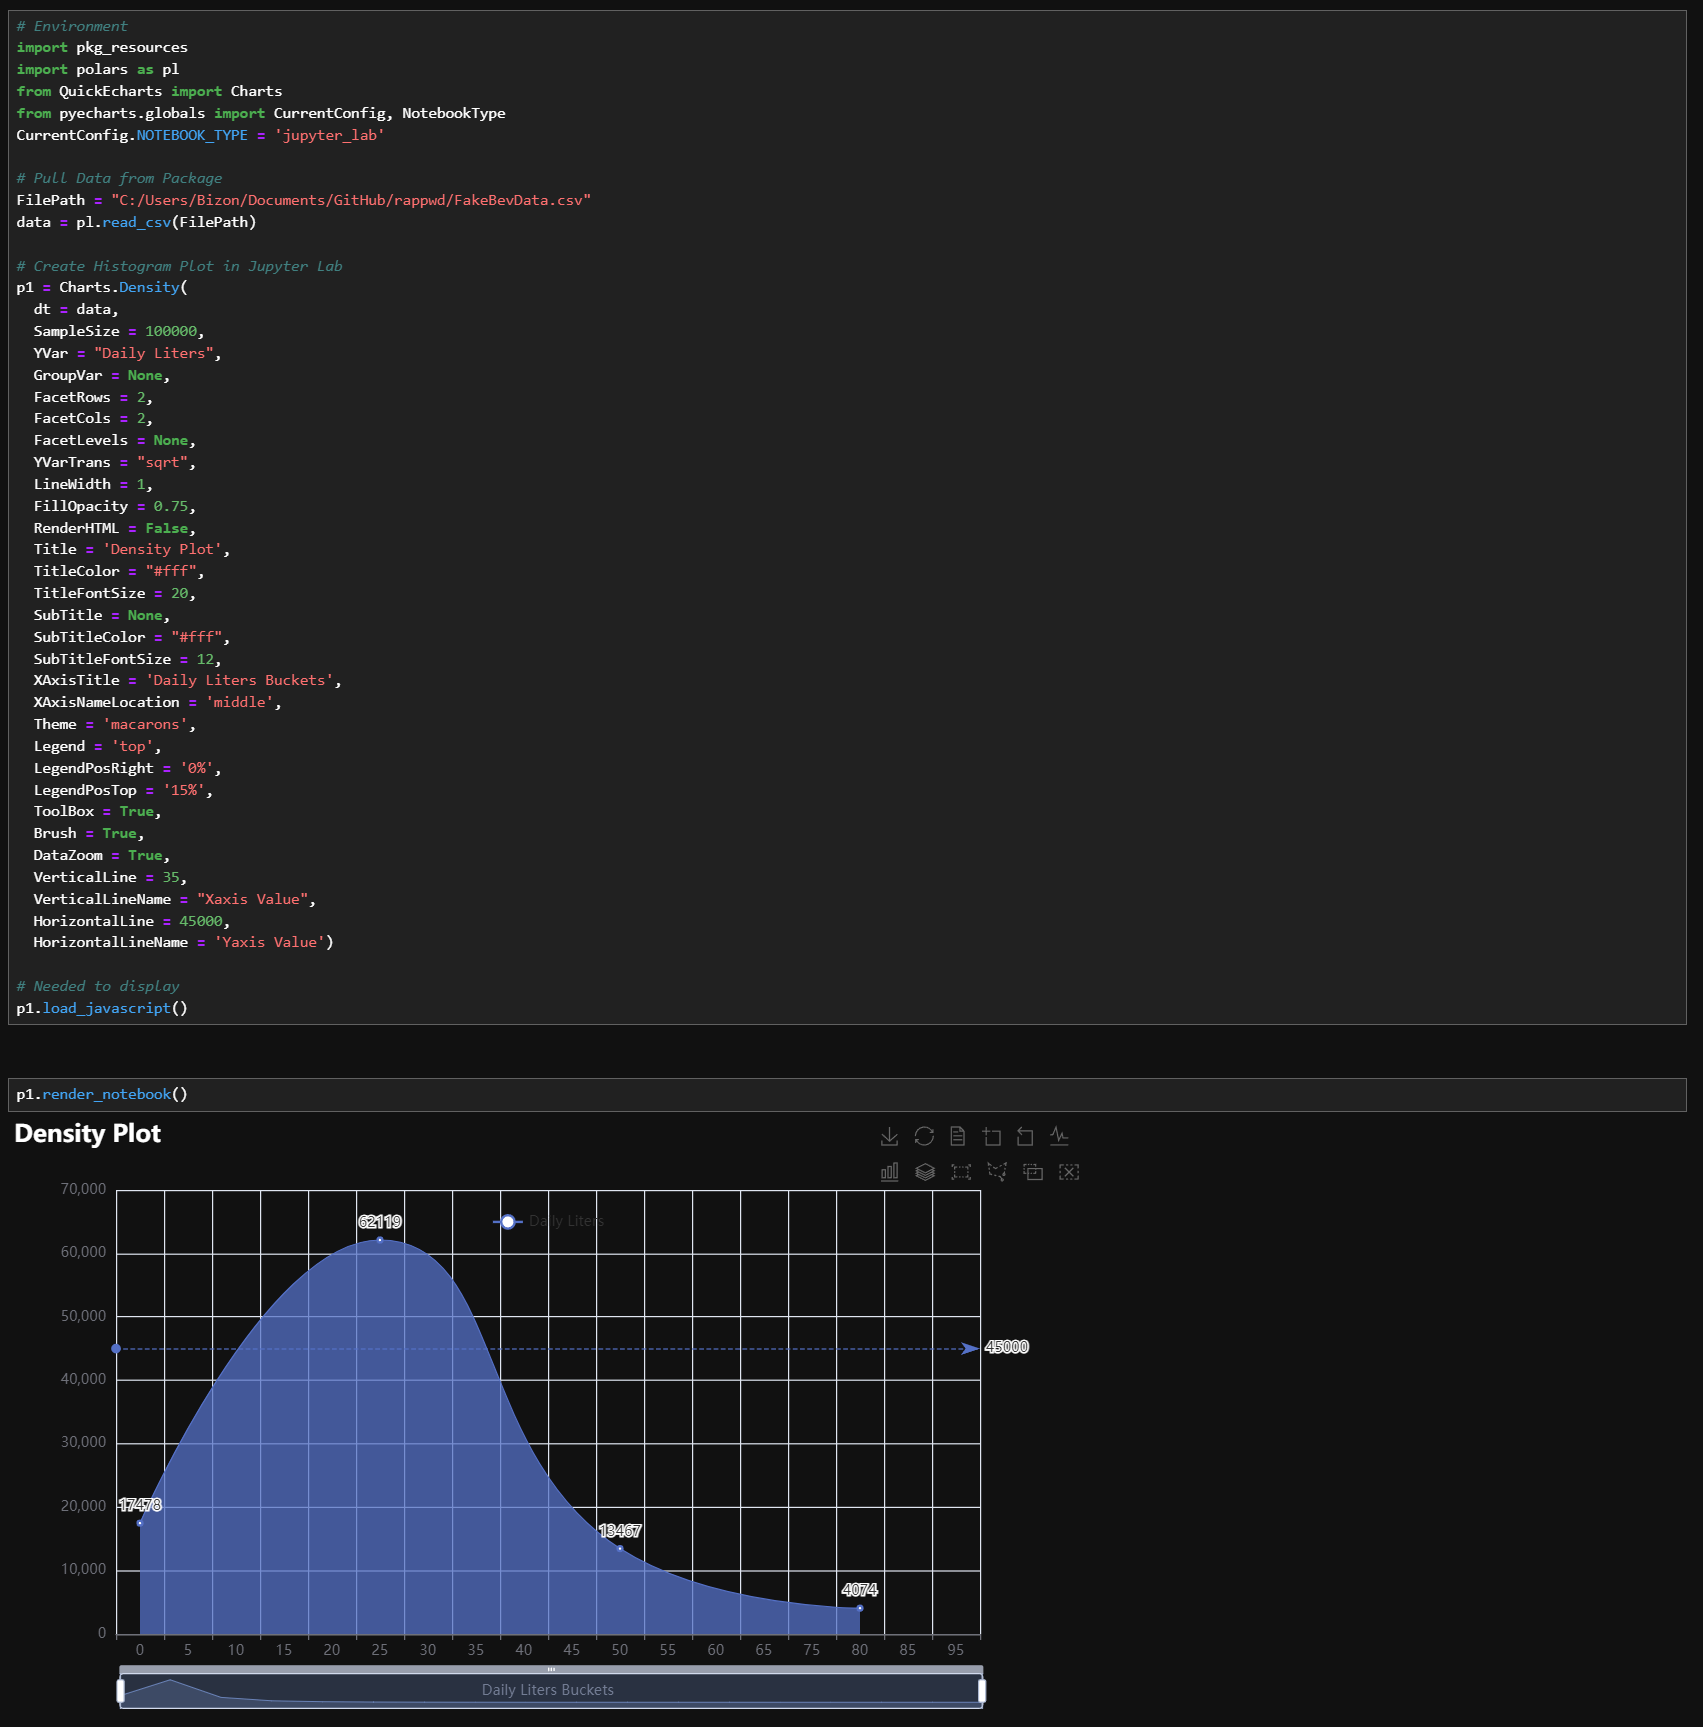 # Environment
import pkg_resources
import polars as pl
from QuickEcharts import Charts
from pyecharts.globals import CurrentConfig, NotebookType
CurrentConfig.NOTEBOOK_TYPE = 'jupyter_lab'
# Pull Data from Package
FilePath = "C:/Users/Bizon/Documents/GitHub/rappwd/FakeBevData.csv"
data = pl.read_csv(FilePath)
# Create Histogram Plot in Jupyter Lab
p1 = Charts.Density(
dt = data,
SampleSize = 100000,
YVar = "Daily Liters",
GroupVar = None,
FacetRows = 2,
FacetCols = 2,
FacetLevels = None,
YVarTrans = "sqrt",
LineWidth = 1,
FillOpacity = 0.75,
RenderHTML = False,
Title = 'Density Plot',
TitleColor = "#fff",
TitleFontSize = 20,
SubTitle = None,
SubTitleColor = "#fff",
SubTitleFontSize = 12,
XAxisTitle = 'Daily Liters Buckets',
XAxisNameLocation = 'middle',
Theme = 'macarons',
Legend = 'top',
LegendPosRight = '0%',
LegendPosTop = '15%',
ToolBox = True,
Brush = True,
DataZoom = True,
VerticalLine = 35,
VerticalLineName = "Xaxis Value",
HorizontalLine = 45000,
HorizontalLineName = 'Yaxis Value')
# Needed to display
p1.load_javascript()
p1.render_notebook()
Density Plot
70,000
62119
Daily Liters
60,000
50,000
45000
40,000
30,000
20,000
17478
13467
10,000
4074
0
0 5 10 15 20 25 30 35 40 45 50 55 60 65 75 80 85 95
Daily Liters Buckets